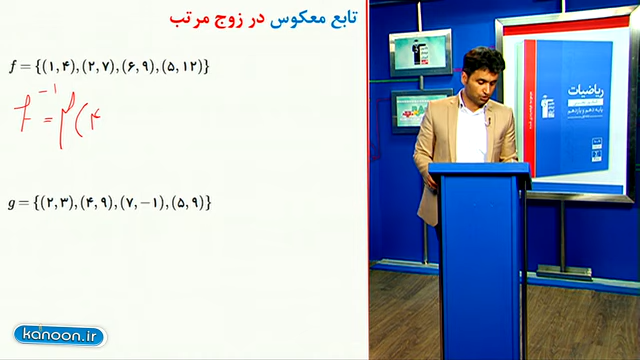 تابع معکوس در زوج مرتب
f = {(۱,۴),(۲,۷),(۶,۹),(۵,۱۲)}
f⁻¹ = {(۴
g = {(۲,۳),(۴,۹),(۷,−۱),(۵,۹)}
ریاضیات
kanoon.ir